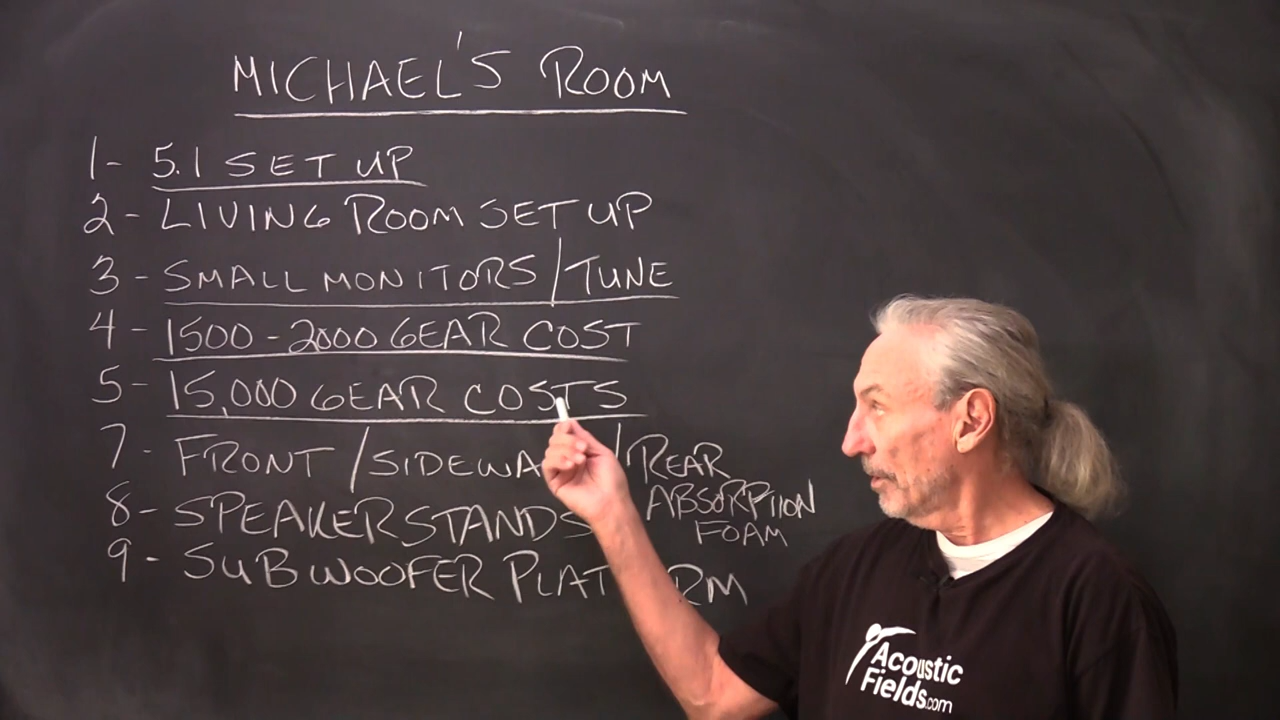 MICHAEL'S ROOM
1- 5.1 SET UP
2- LIVING ROOM SET UP
3- SMALL MONITORS/TUNE
4- 1500-2000 GEAR COST
5- 15,000 GEAR COSTS
7- FRONT/SIDEWA /REAR
ABSORPTION
FOAM
8- SPEAKER STANDS
9- SUBWOOFER PLAT RM
Acoustic
Fields.com